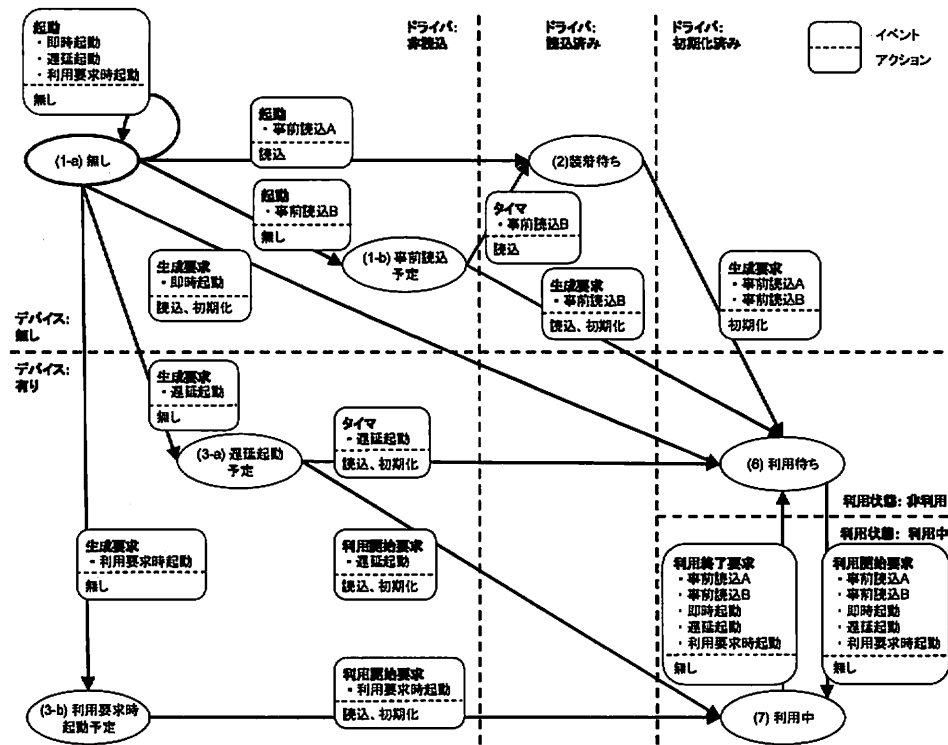 起動
・即時起動
・遅延起動
・利用要求時起動
無し
ドライバ:
非読込
ドライバ:
読込済み
ドライバ:
初期化済み
イベント
アクション
(1-a) 無し
起動
・事前読込A
読込
(2)装着待ち
起動
・事前読込B
無し
タイマ
・事前読込B
読込
(1-b) 事前読込
予定
生成要求
・即時起動
読込、初期化
生成要求
・事前読込B
読込、初期化
生成要求
・事前読込A
・事前読込B
初期化
デバイス:
無し
デバイス:
有り
生成要求
・遅延起動
無し
タイマ
・遅延起動
読込、初期化
(3-a) 遅延起動
予定
(6) 利用待ち
利用状態: 非利用
利用状態: 利用中
生成要求
・利用要求時起動
無し
利用開始要求
・遅延起動
読込、初期化
利用終了要求
・事前読込A
・事前読込B
・即時起動
・遅延起動
・利用要求時起動
無し
利用開始要求
・事前読込A
・事前読込B
・即時起動
・遅延起動
・利用要求時起動
無し
利用開始要求
・利用要求時起動
読込、初期化
(3-b) 利用要求時
起動予定
(7) 利用中